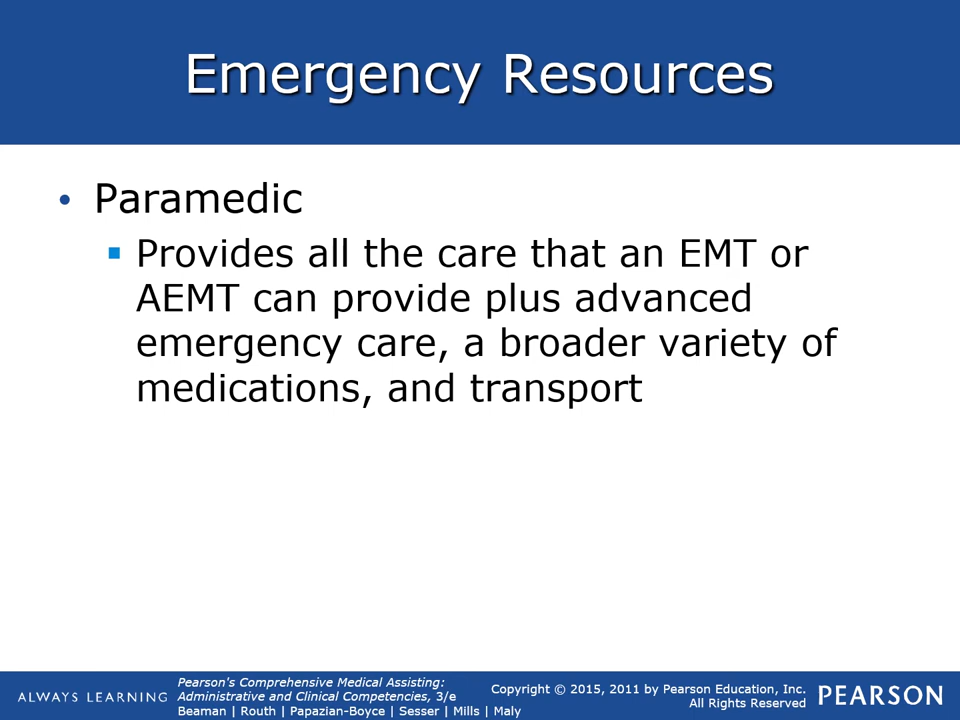 Emergency Resources
• Paramedic
▪ Provides all the care that an EMT or
AEMT can provide plus advanced
emergency care, a broader variety of
medications, and transport
ALWAYS LEARNING
Pearson's Comprehensive Medical Assisting:
Administrative and Clinical Competencies, 3/e
Beaman | Routh | Papazian-Boyce | Sesser | Mills | Maly
Copyright © 2015, 2011 by Pearson Education, Inc.
All Rights Reserved
PEARSON